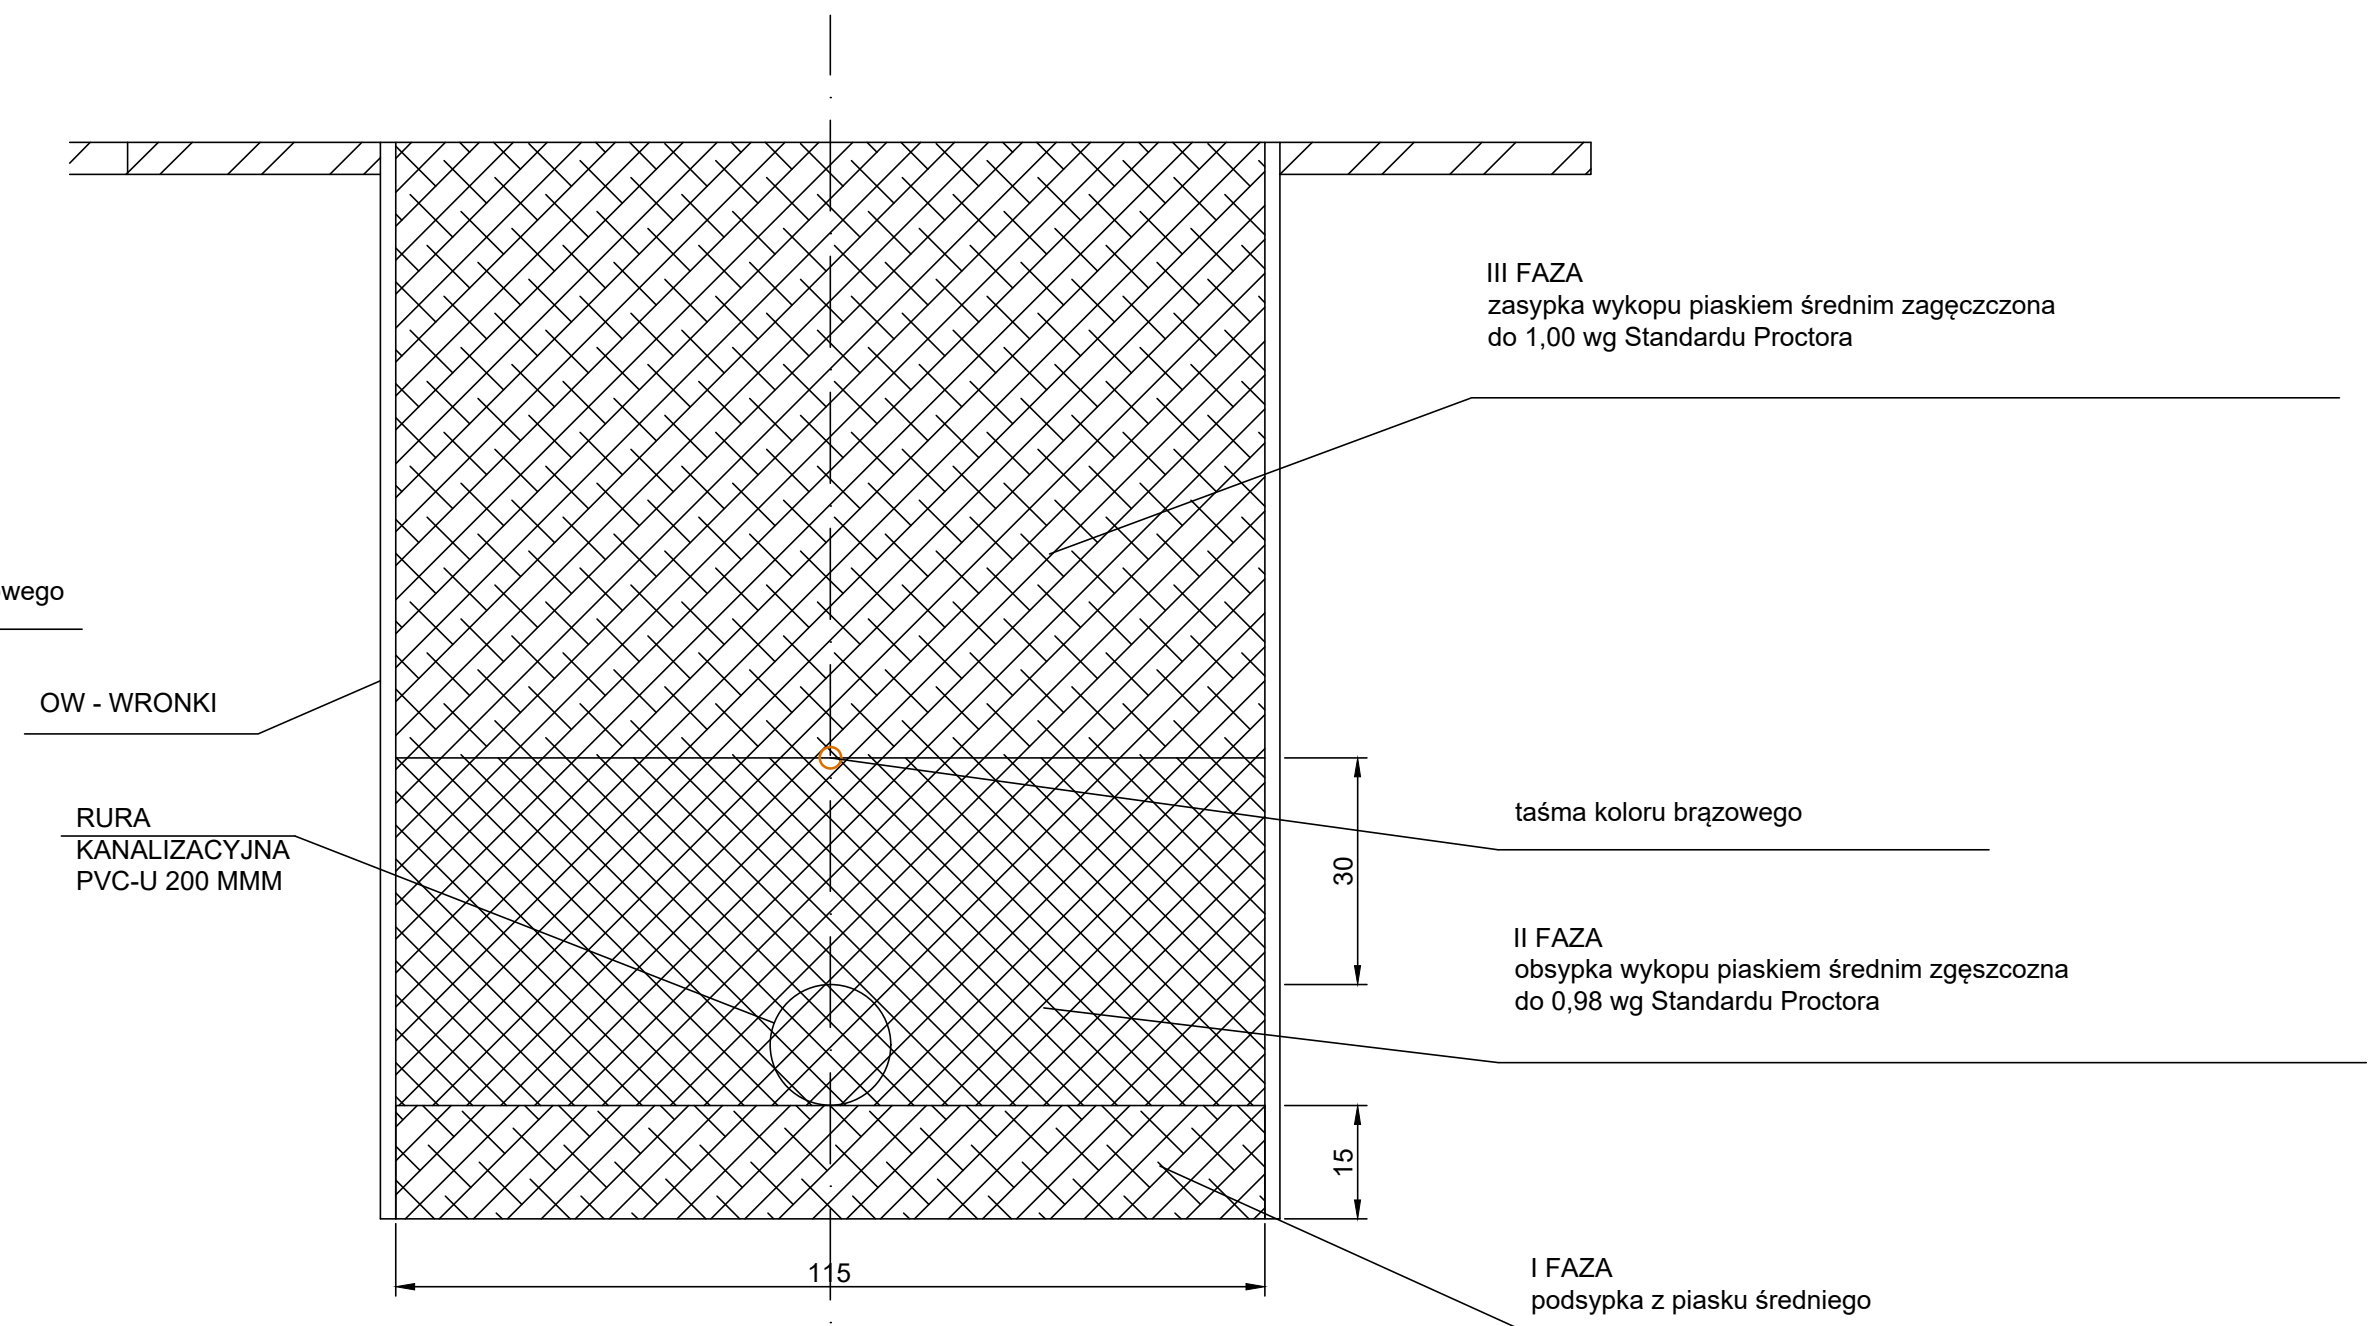 III FAZA
zasypka wykopu piaskiem średnim zagęczczona
do 1,00 wg Standardu Proctora
wego
OW - WRONKI
RURA
KANALIZACYJNA
PVC-U 200 MMM
taśma koloru brązowego
30
II FAZA
obsypka wykopu piaskiem średnim zgęszcozna
do 0,98 wg Standardu Proctora
15
115
I FAZA
podsypka z piasku średniego